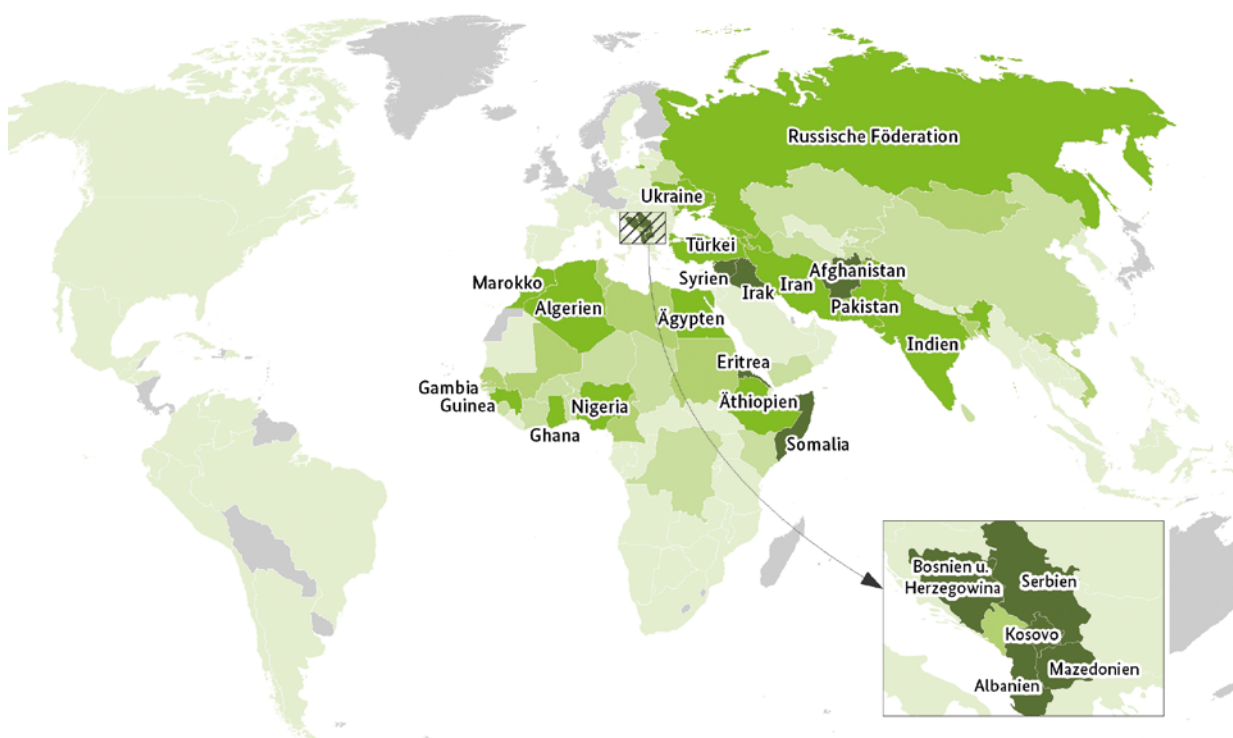 Russische Föderation
Ukraine
Türkei
Syrien
Irak
Iran
Afghanistan
Pakistan
Indien
Marokko
Algerien
Ägypten
Eritrea
Äthiopien
Somalia
Gambia
Guinea
Ghana
Nigeria
Bosnien u.
Herzegowina
Serbien
Kosovo
Mazedonien
Albanien